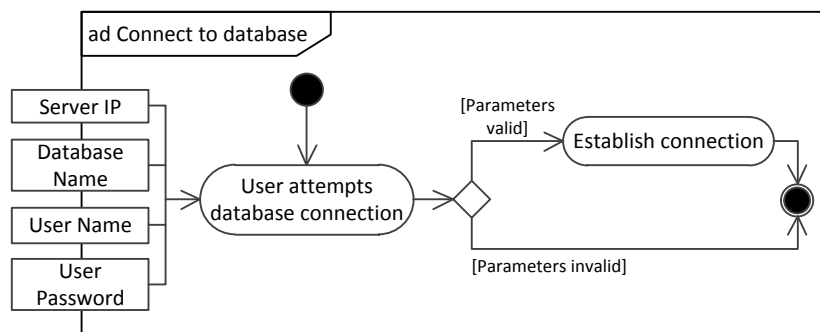 ad Connect to database
Server IP
Database
Name
User Name
User
Password
User attempts
database connection
[Parameters
valid]
Establish connection
[Parameters invalid]